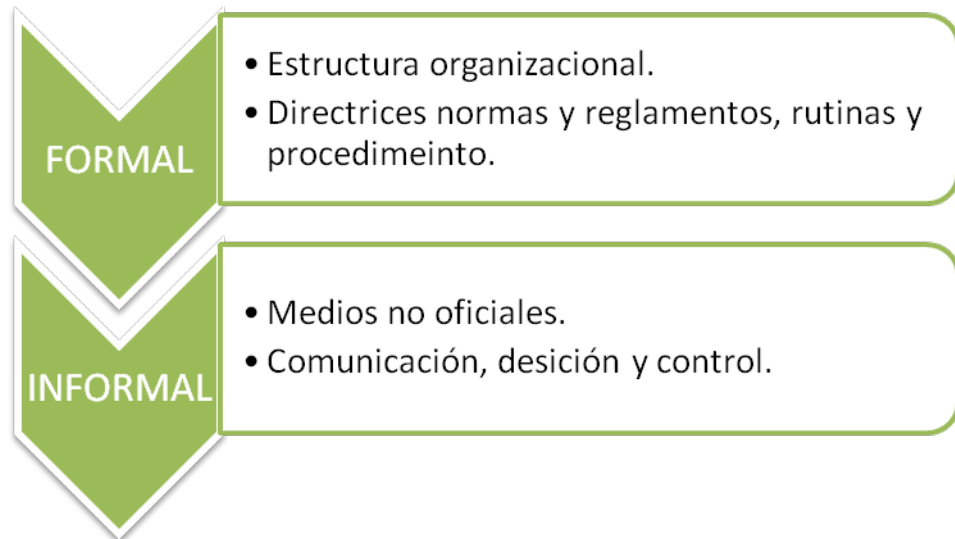 FORMAL
• Estructura organizacional.
• Directrices normas y reglamentos, rutinas y
procedimeinto.
INFORMAL
• Medios no oficiales.
• Comunicación, desición y control.